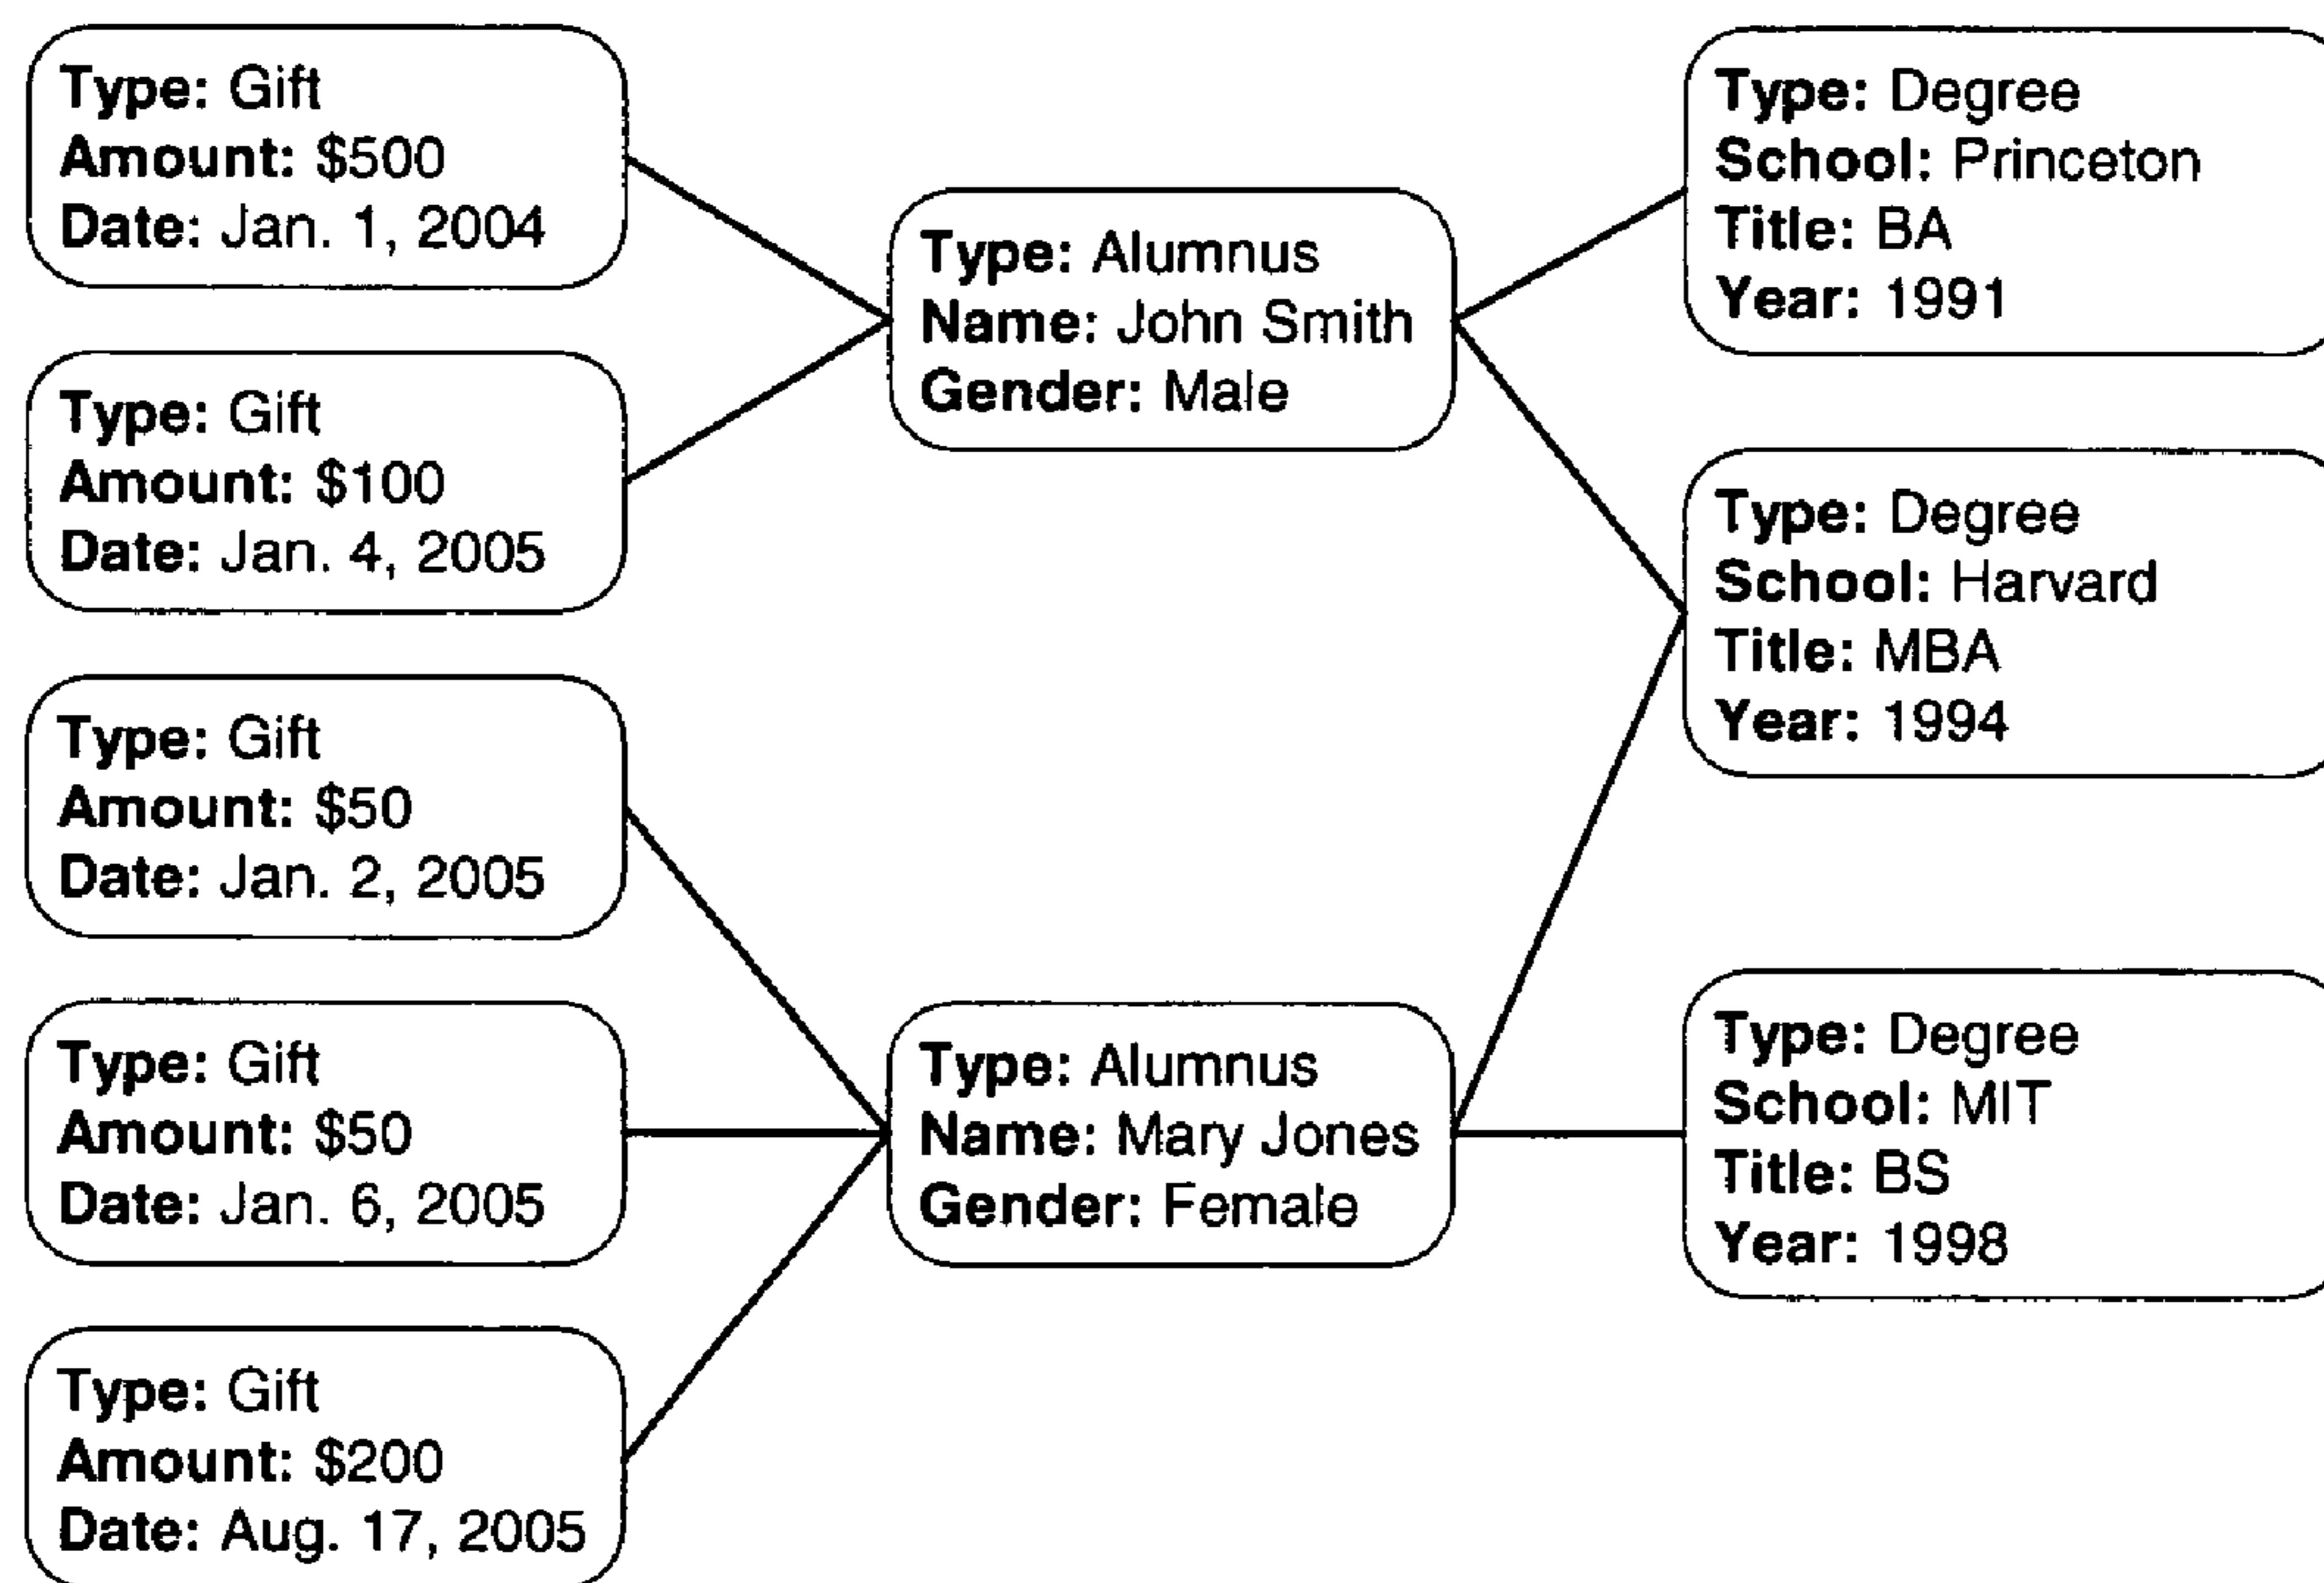 Type: Gift
Amount: $500
Date: Jan. 1, 2004
Type: Gift
Amount: $100
Date: Jan. 4, 2005
Type: Gift
Amount: $50
Date: Jan. 2, 2005
Type: Gift
Amount: $50
Date: Jan. 6, 2005
Type: Gift
Amount: $200
Date: Aug. 17, 2005
Type: Alumnus
Name: John Smith
Gender: Male
Type: Alumnus
Name: Mary Jones
Gender: Female
Type: Degree
School: Princeton
Title: BA
Year: 1991
Type: Degree
School: Harvard
Title: MBA
Year: 1994
Type: Degree
School: MIT
Title: BS
Year: 1998